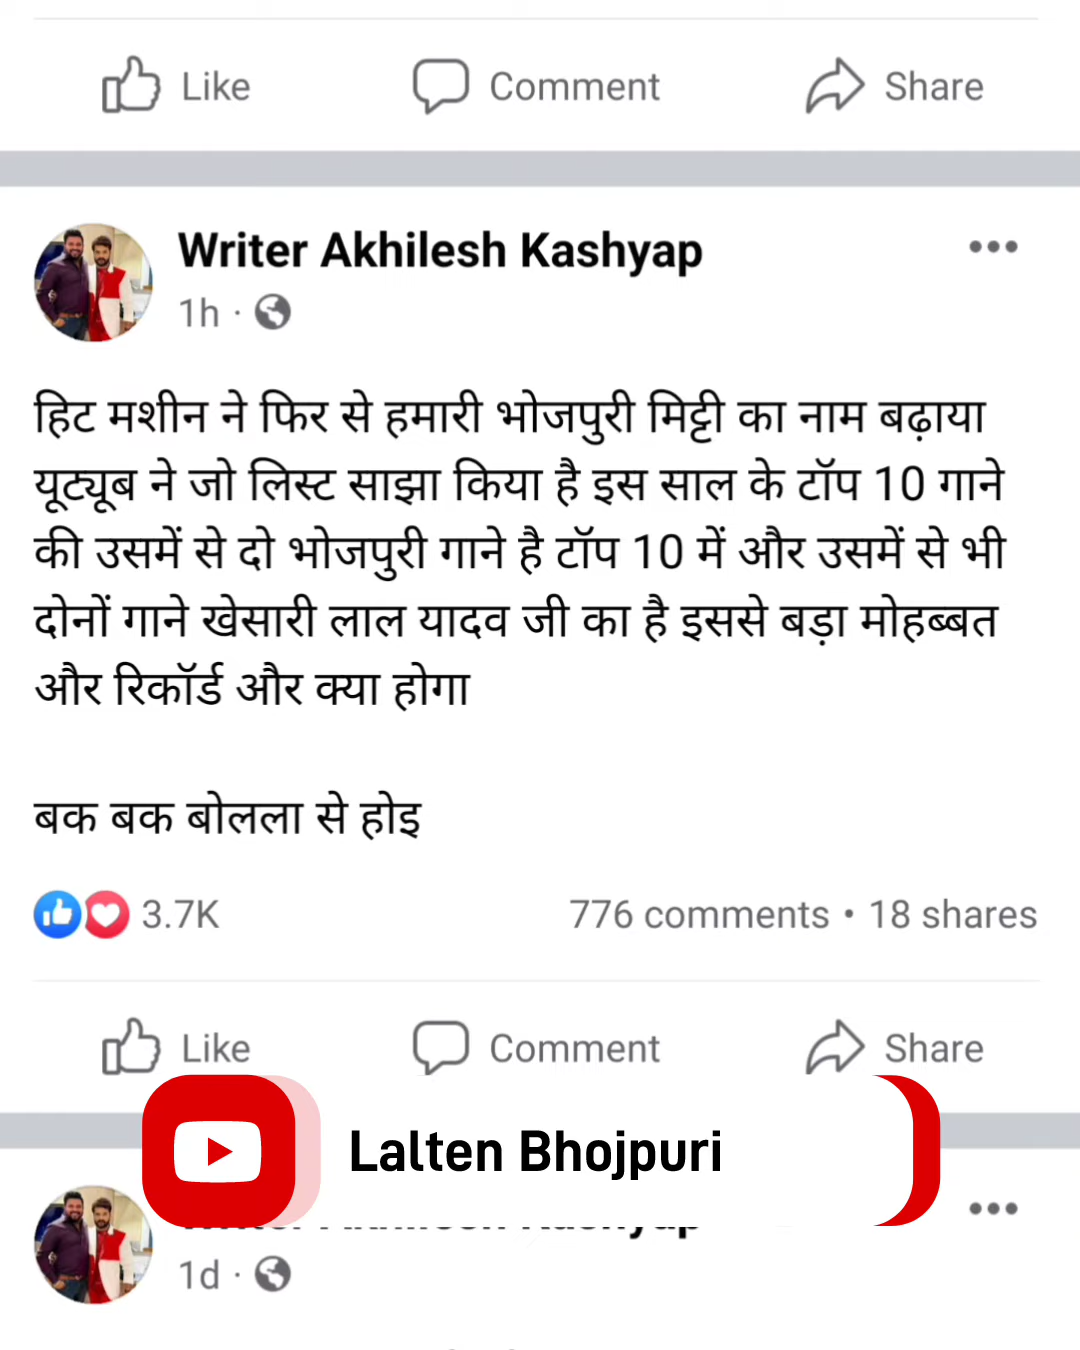 Like Comment Share
Writer Akhilesh Kashyap
1h ·
हिट मशीन ने फिर से हमारी भोजपुरी मिट्टी का नाम बढ़ाया
यूट्यूब ने जो लिस्ट साझा किया है इस साल के टॉप 10 गाने
की उसमें से दो भोजपुरी गाने है टॉप 10 में और उसमें से भी
दोनों गाने खेसारी लाल यादव जी का है इससे बड़ा मोहब्बत
और रिकॉर्ड और क्या होगा
बक बक बोलला से होइ
3.7K 776 comments • 18 shares
Like Comment Share
Lalten Bhojpuri
1d ·